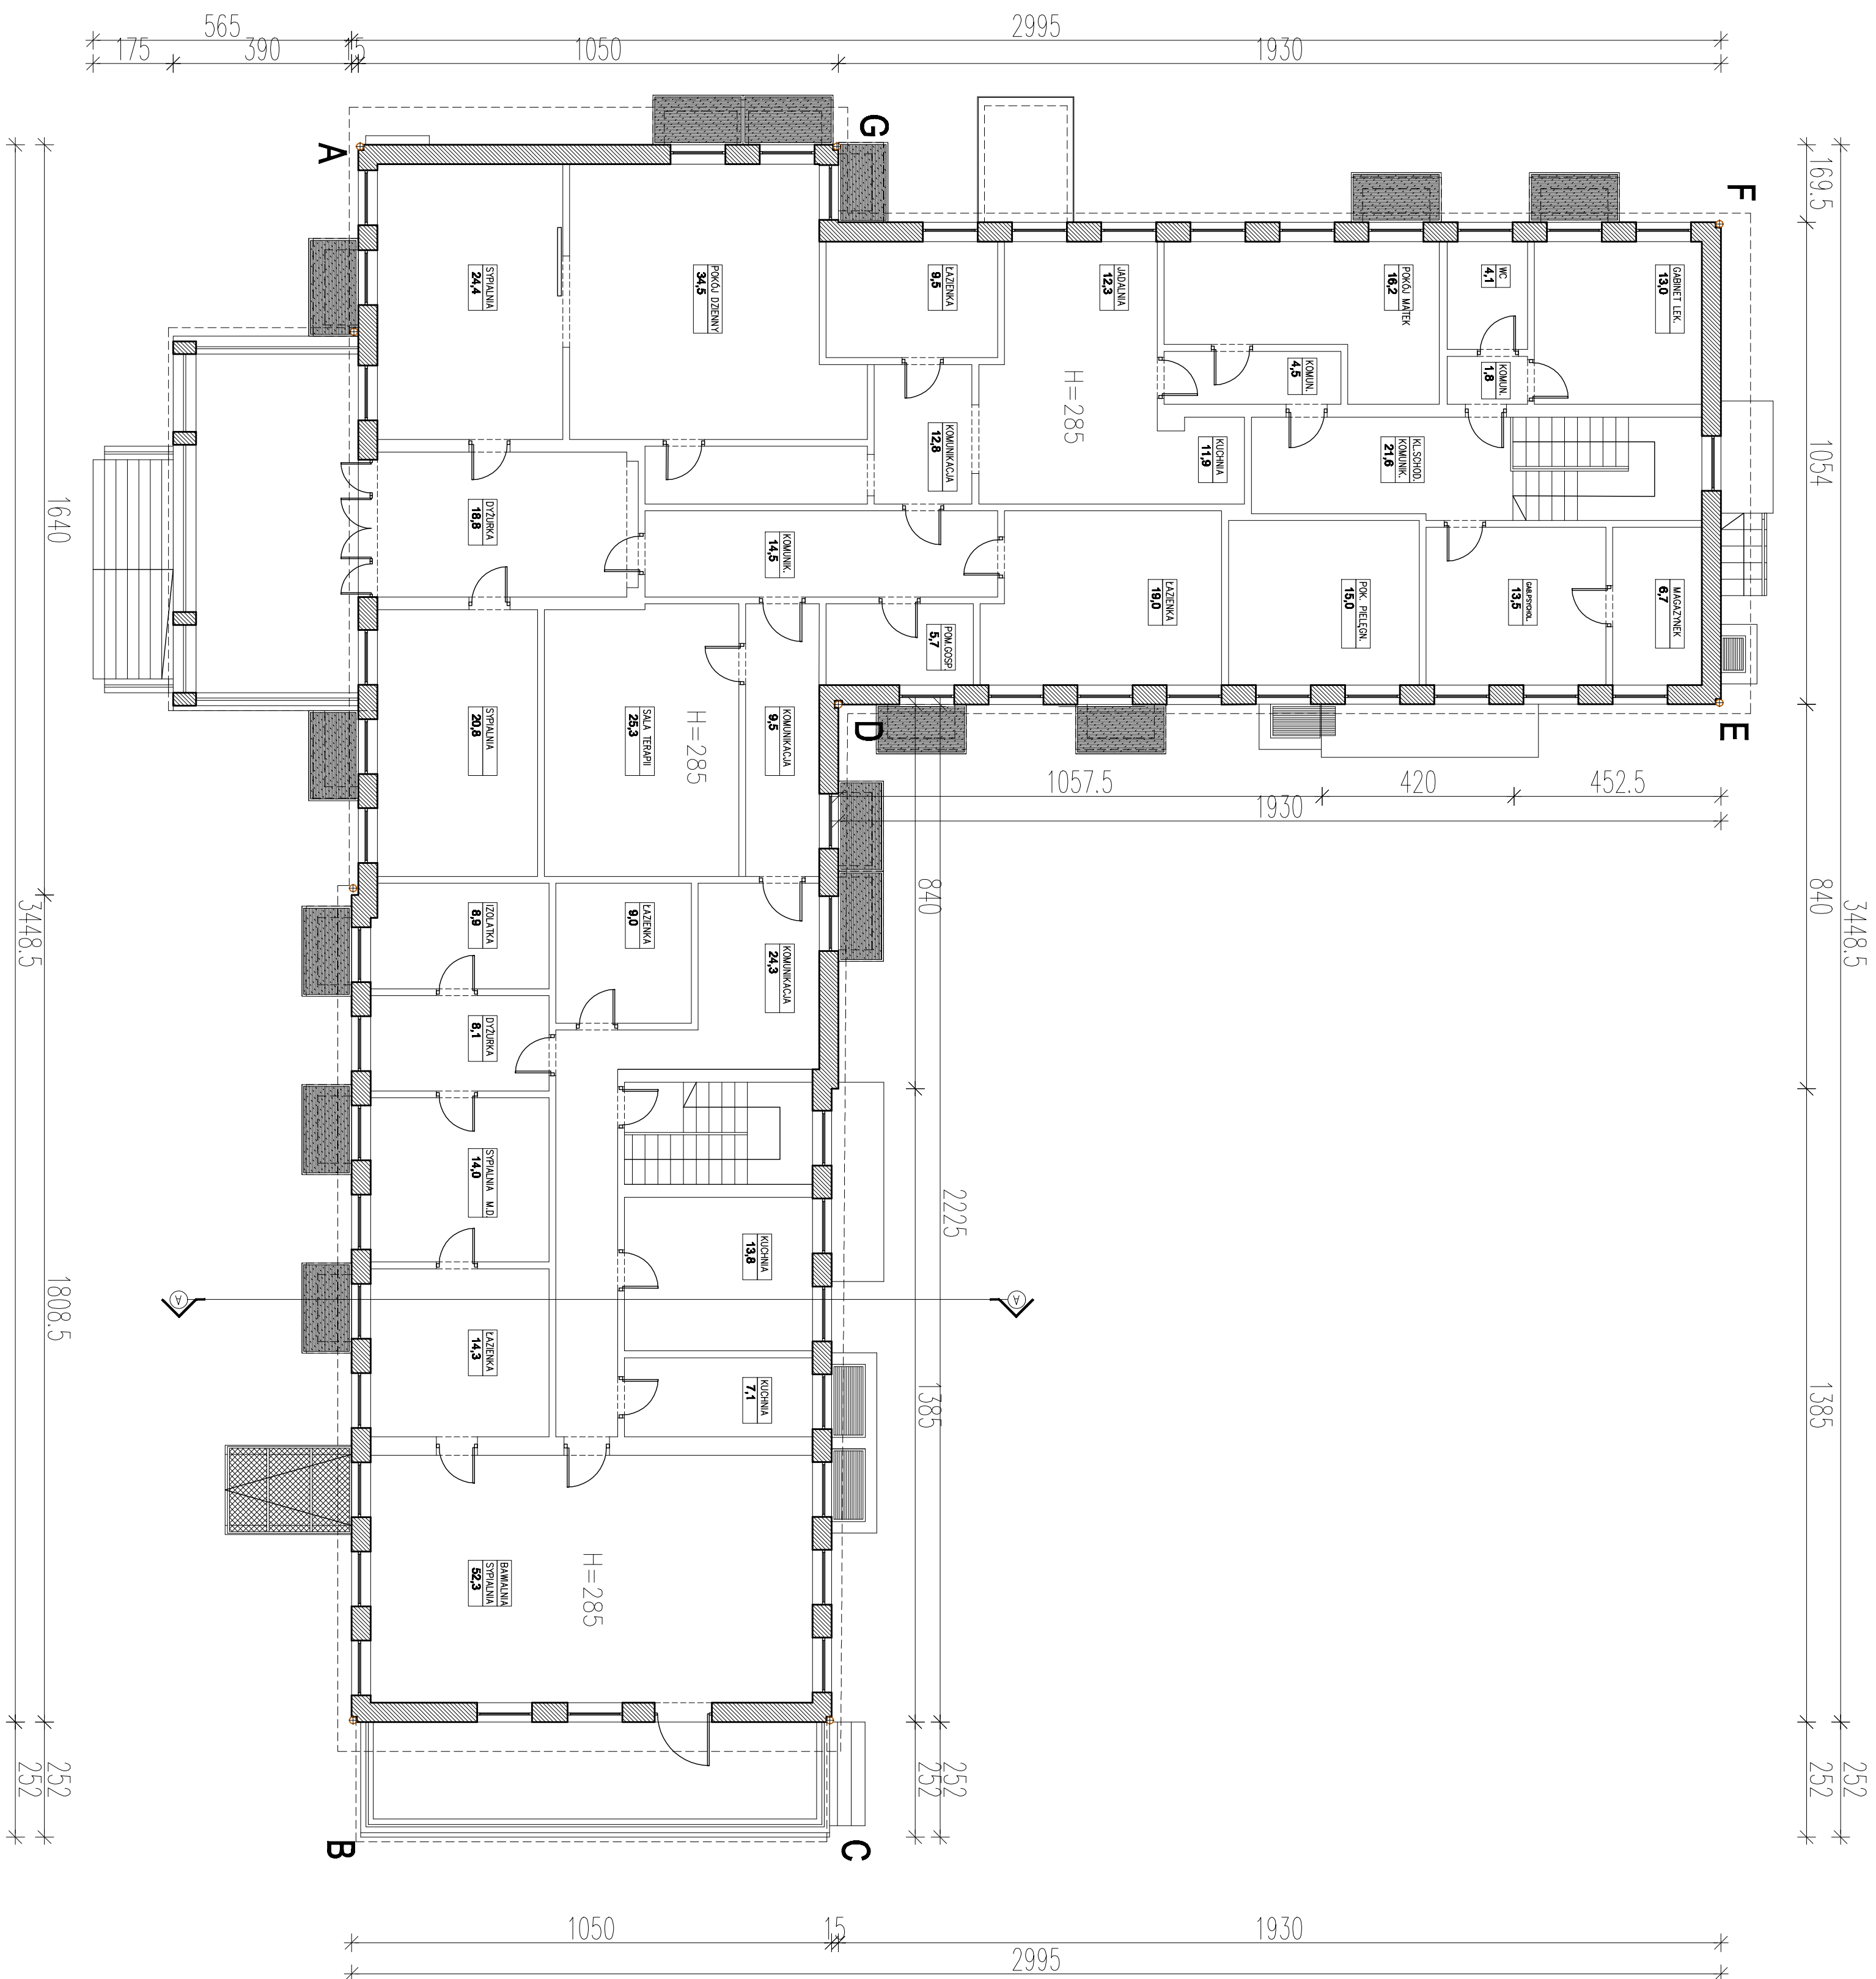 2995
565
1930
1050
15
390
175
G
A
F
E
D
B
C
169.5
1054
840
3448.5
1385
252
252
GABINET LEK.
13,0
WC
4,1
KOMUN.
1,8
POKÓJ MATEK
16,2
KOMUN.
4,5
JADALNIA
12,3
H=285
ŁAZIENKA
9,5
POKÓJ DZIENNY
34,5
SYPIALNIA
24,4
KL.SCHOD.
KOMUNIK.
21,6
KUCHNIA
11,9
KOMUNIKACJA
12,8
DYŻURKA
18,8
KOMUNIK.
14,5
MAGAZYNEK
6,7
GAB.PSYCHOL.
13,5
POK. PIELĘGN.
15,0
ŁAZIENKA
19,0
POM.GOSP.
5,7
KOMUNIKACJA
9,5
H=285
SALA TERAPII
25,3
SYPIALNIA
20,8
1057.5
420
452.5
1930
840
2225
1385
252
252
KOMUNIKACJA
24,3
ŁAZIENKA
9,0
IZOLATKA
8,9
DYŻURKA
8,1
SYPIALNIA M.D.
14,0
KUCHNIA
13,8
ŁAZIENKA
14,3
KUCHNIA
7,1
A
A
H=285
BAWIALNIA
SYPIALNIA
52,3
1640
1808.5
252
3448.5
252
1050
15
1930
2995